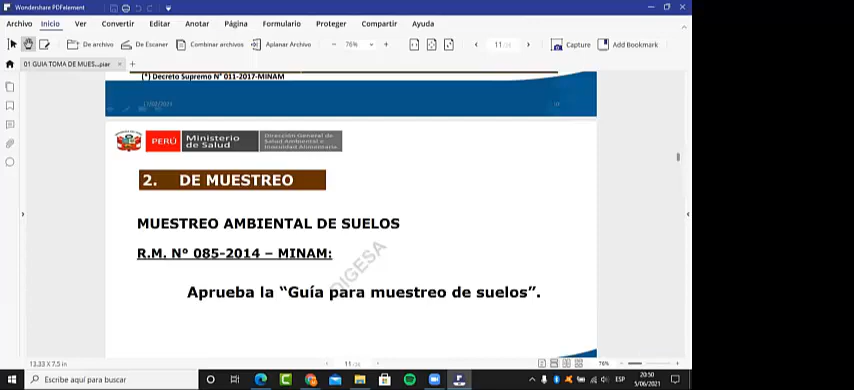 Wondershare PDFelement
Archivo Inicio Ver Convertir Editar Anotar Página Formulario Proteger Compartir Ayuda
De archivo De Escaner Combinar archivos Aplanar Archivo 76% 11 Capture Add Bookmark
01 GUIA TOMA DE MUES...piar
(*) Decreto Supremo N° 011-2017-MINAM
PERÚ
Ministerio
de Salud
Dirección General de
Salud Ambiental e
Inocuidad Alimentaria
2. DE MUESTREO
MUESTREO AMBIENTAL DE SUELOS
R.M. N° 085-2014 – MINAM:
DIGESA
Aprueba la “Guía para muestreo de suelos”.
13.33 X 7.5 in 11 76%
Escribe aquí para buscar
ESP
20:50
5/06/2021